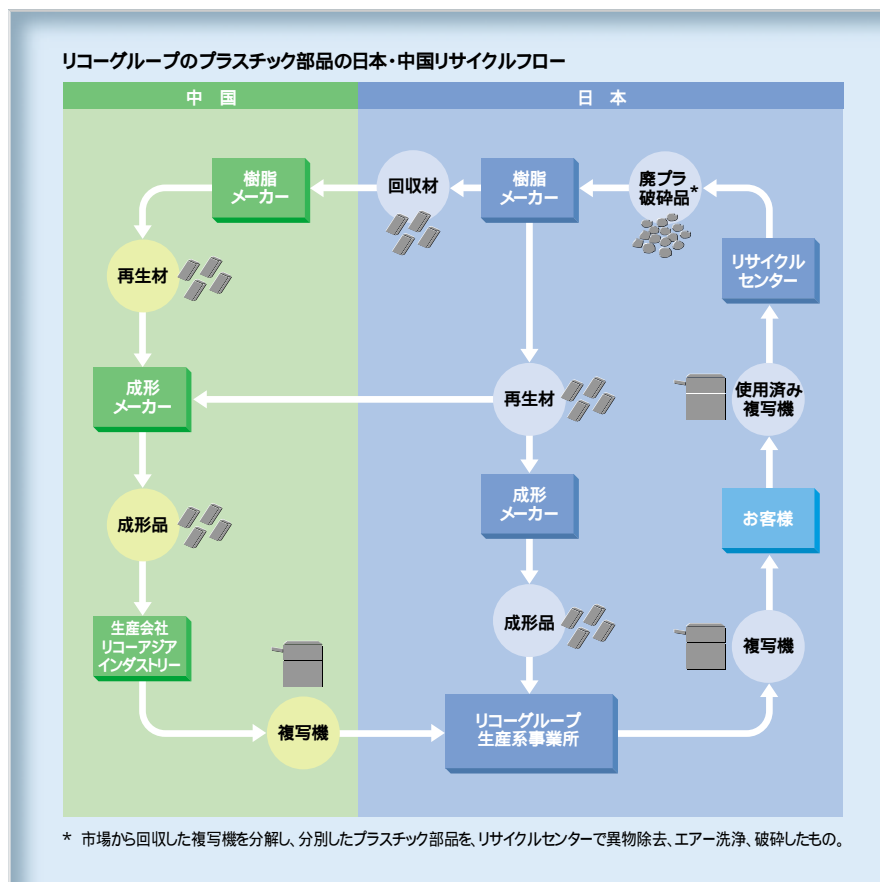 リコーグループのプラスチック部品の日本・中国リサイクルフロー
中 国
日 本
樹脂
メーカー
回収材
樹脂
メーカー
廃プラ
破砕品*
リサイクル
センター
再生材
成形
メーカー
再生材
使用済み
複写機
成形品
成形
メーカー
お客様
生産会社
リコーアジア
インダストリー
成形品
複写機
複写機
リコーグループ
生産系事業所
* 市場から回収した複写機を分解し、分別したプラスチック部品を、リサイクルセンターで異物除去、エアー洗浄、破砕したもの。